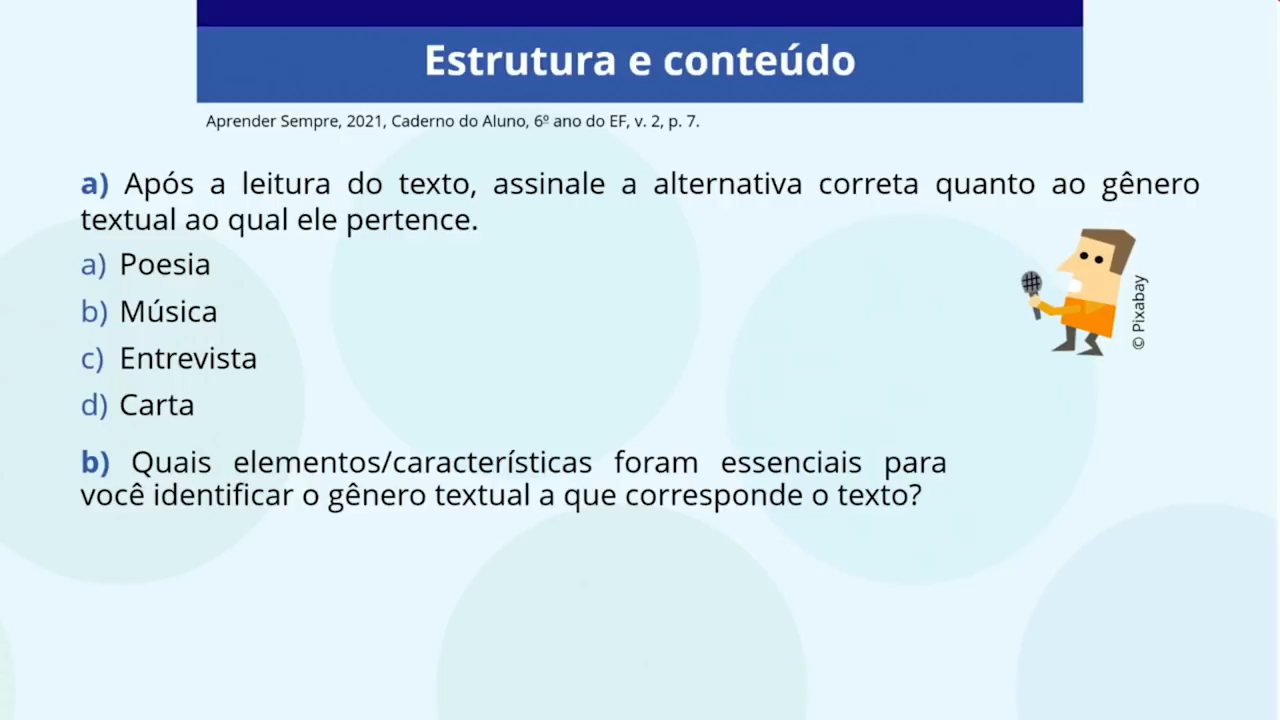 Estrutura e conteúdo
Aprender Sempre, 2021, Caderno do Aluno, 6º ano do EF, v. 2, p. 7.
a) Após a leitura do texto, assinale a alternativa correta quanto ao gênero
textual ao qual ele pertence.
a) Poesia
b) Música
c) Entrevista
d) Carta
© Pixabay
b) Quais elementos/características foram essenciais para
você identificar o gênero textual a que corresponde o texto?